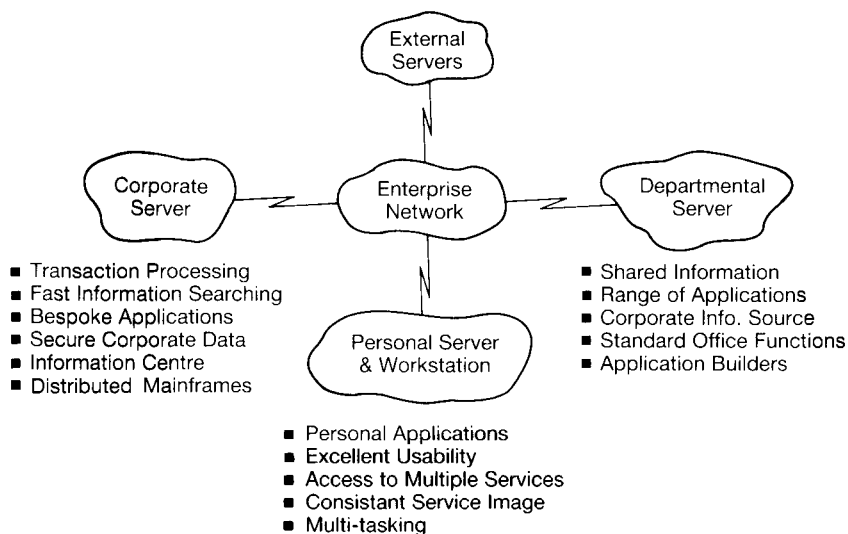 External
Servers
Corporate
Server
Enterprise
Network
Departmental
Server
■ Transaction Processing
■ Fast Information Searching
■ Bespoke Applications
■ Secure Corporate Data
■ Information Centre
■ Distributed Mainframes
■ Shared Information
■ Range of Applications
■ Corporate Info. Source
■ Standard Office Functions
■ Application Builders
Personal Server
& Workstation
■ Personal Applications
■ Excellent Usability
■ Access to Multiple Services
■ Consistant Service Image
■ Multi-tasking